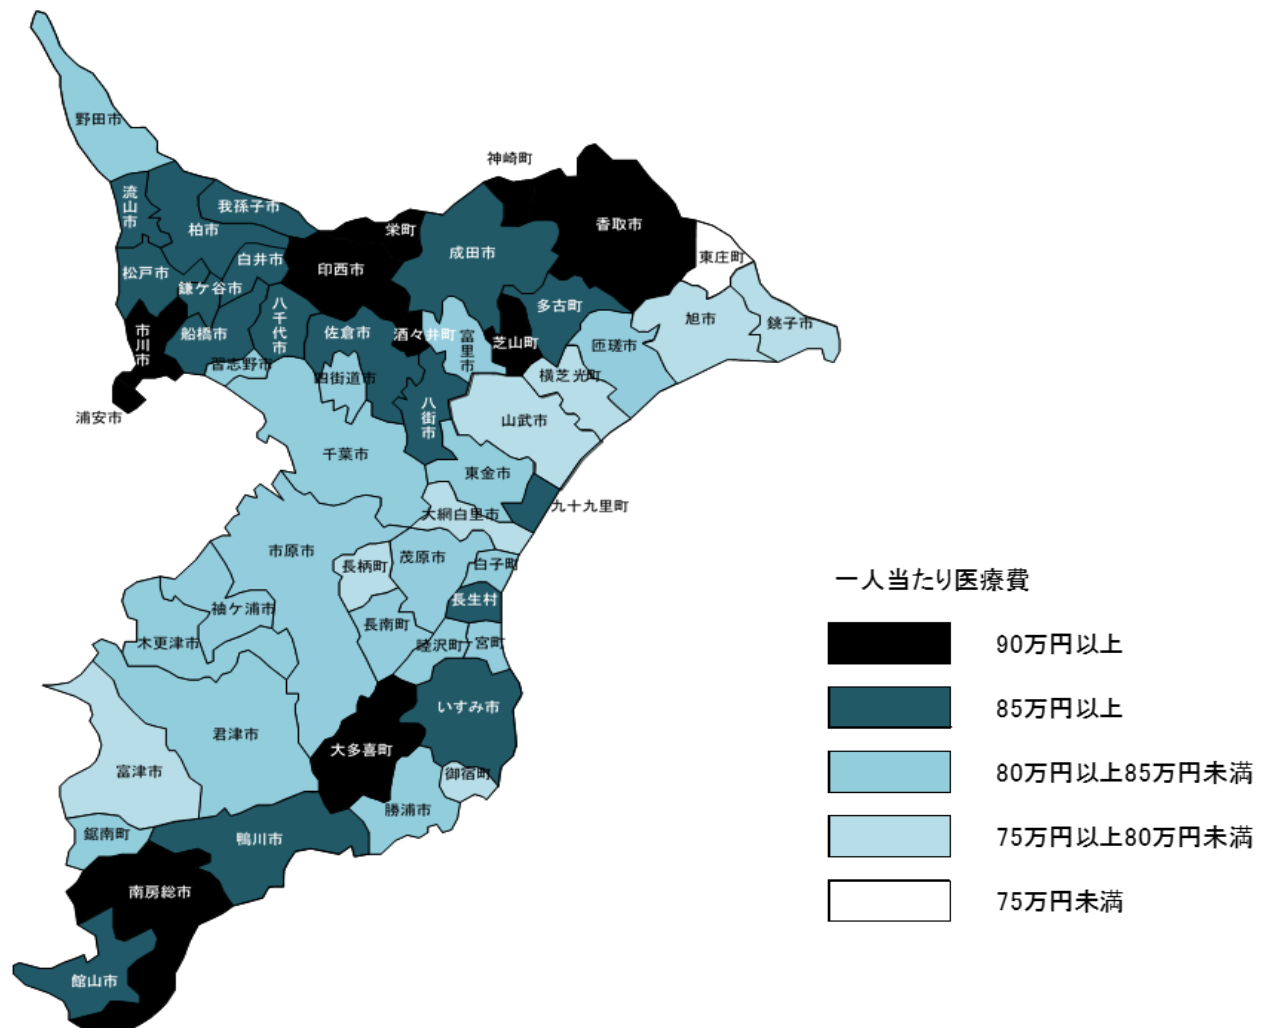 野田市
神崎町
流山市
我孫子市
柏市
栄町
香取市
成田市
東庄町
白井市
印西市
松戸市
鎌ケ谷市
多古町
八千代市
旭市
銚子市
市川市
船橋市
佐倉市
酒々井町
富里市
芝山町
匝瑳市
習志野市
四街道市
横芝光町
浦安市
八街市
山武市
千葉市
東金市
九十九里町
大網白里市
市原市
茂原市
白子町
長柄町
長生村
袖ケ浦市
長南町
木更津市
睦沢町
一宮町
いすみ市
君津市
大多喜町
富津市
御宿町
勝浦市
鋸南町
鴨川市
南房総市
館山市
一人当たり医療費
90万円以上
85万円以上
80万円以上85万円未満
75万円以上80万円未満
75万円未満